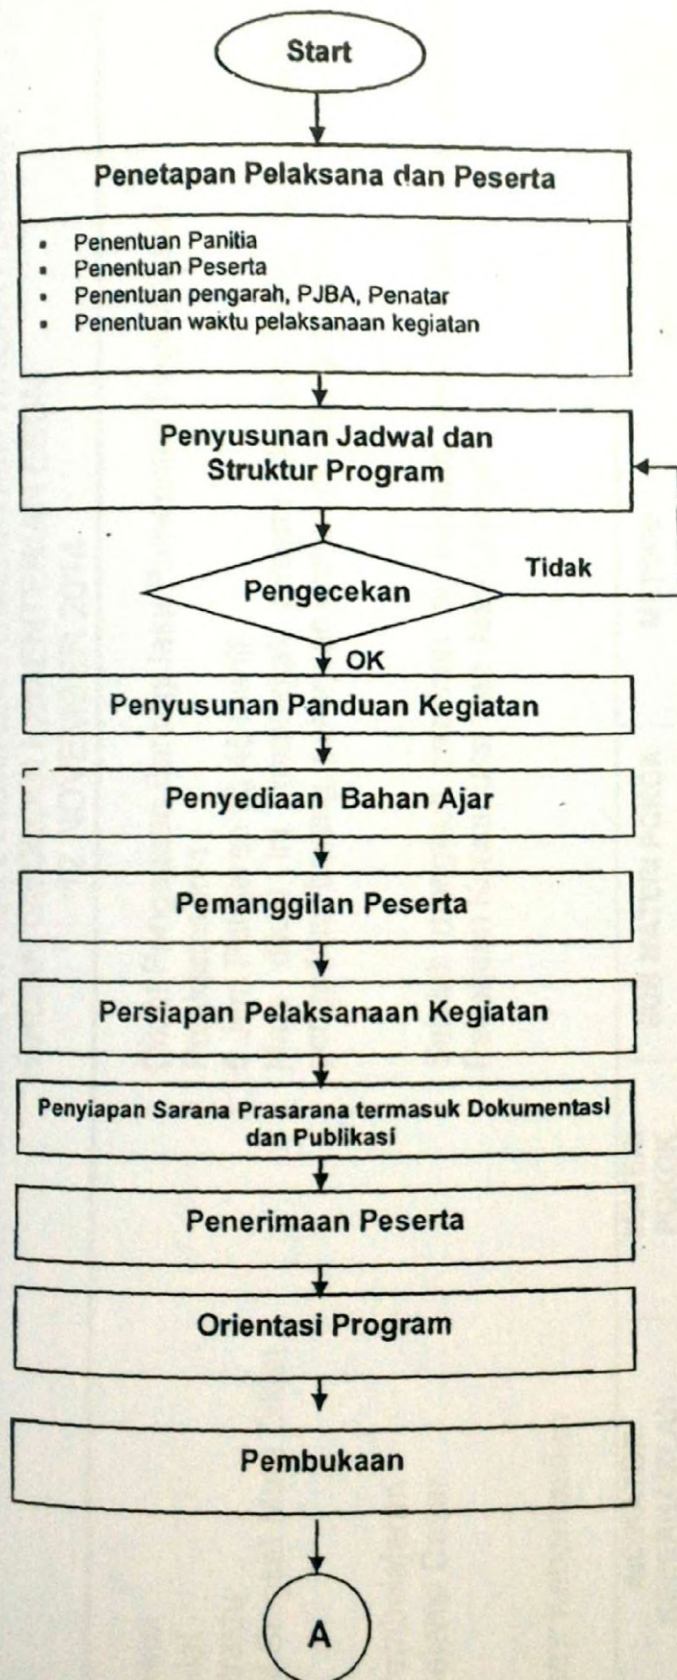 Start
Penetapan Pelaksana dan Peserta
▪ Penentuan Panitia
▪ Penentuan Peserta
▪ Penentuan pengarah, PJBA, Penatar
▪ Penentuan waktu pelaksanaan kegiatan
Penyusunan Jadwal dan
Struktur Program
Pengecekan
Tidak
OK
Penyusunan Panduan Kegiatan
Penyediaan Bahan Ajar
Pemanggilan Peserta
Persiapan Pelaksanaan Kegiatan
Penyiapan Sarana Prasarana termasuk Dokumentasi
dan Publikasi
Penerimaan Peserta
Orientasi Program
Pembukaan
A